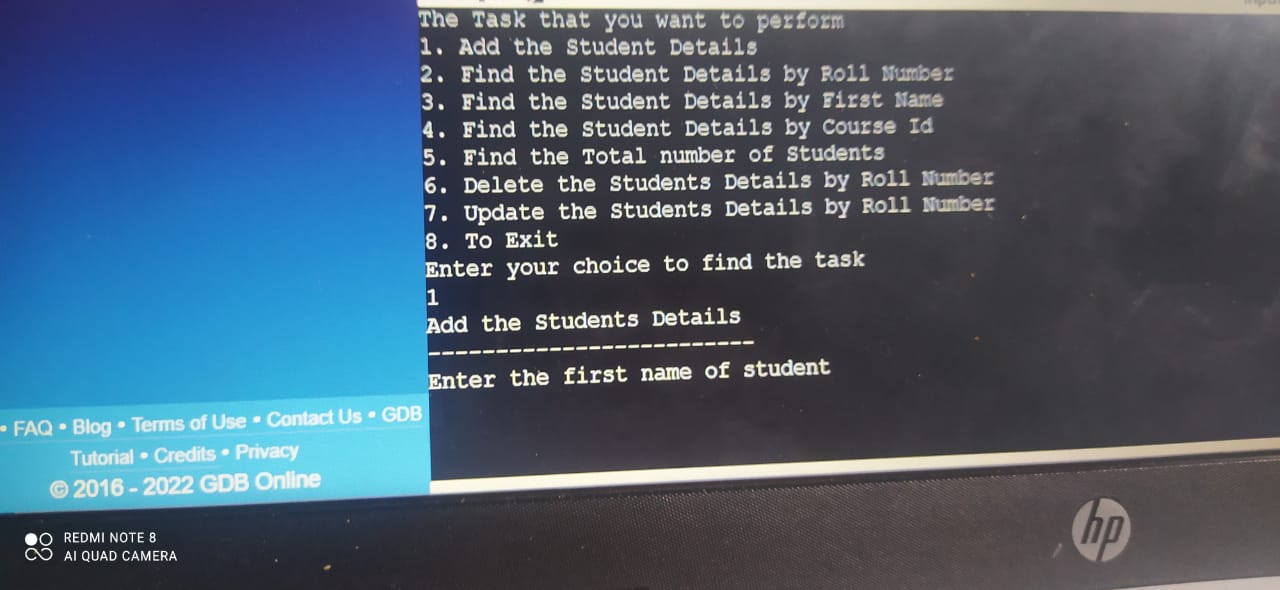 The Task that you want to perform
1. Add the Student Details
2. Find the Student Details by Roll Number
3. Find the Student Details by First Name
4. Find the Student Details by Course Id
5. Find the Total number of Students
6. Delete the Students Details by Roll Number
7. Update the Students Details by Roll Number
8. To Exit
Enter your choice to find the task
1
Add the Students Details
-------------------------
Enter the first name of student
• FAQ • Blog • Terms of Use • Contact Us • GDB
Tutorial • Credits • Privacy
© 2016 - 2022 GDB Online
hp
REDMI NOTE 8
AI QUAD CAMERA